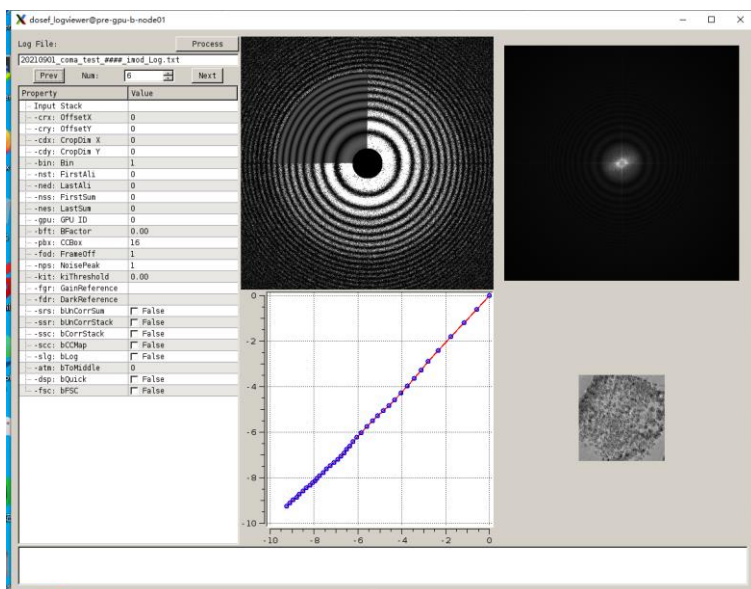 dosef_logviewer@pre-gpu-b-node01
Log File: Process
20210901_coma_test_####_imod_Log.txt
Prev Num: 6 Next
Property Value
Input Stack
-crx: OffsetX 0
-cry: OffsetY 0
-cdx: CropDim X 0
-cdy: CropDim Y 0
-bin: Bin 1
-nst: FirstAli 0
-ned: LastAli 0
-nss: FirstSum 0
-nes: LastSum 0
-gpu: GPU ID 0
-bft: BFactor 0.00
-pbx: CCBox 16
-fod: FrameOff 1
-nps: NoisePeak 1
-kit: kiThreshold 0.00
-fgr: GainReference
-fdr: DarkReference
-srs: bUnCorrSum False
-ssr: bUnCorrStack False
-ssc: bCorrStack False
-scc: bCCMap False
-slg: bLog False
-atm: bToMiddle 0
-dsp: bQuick False
-fsc: bFSC False
0
-2
-4
-6
-8
-10
-10 -8 -6 -4 -2 0